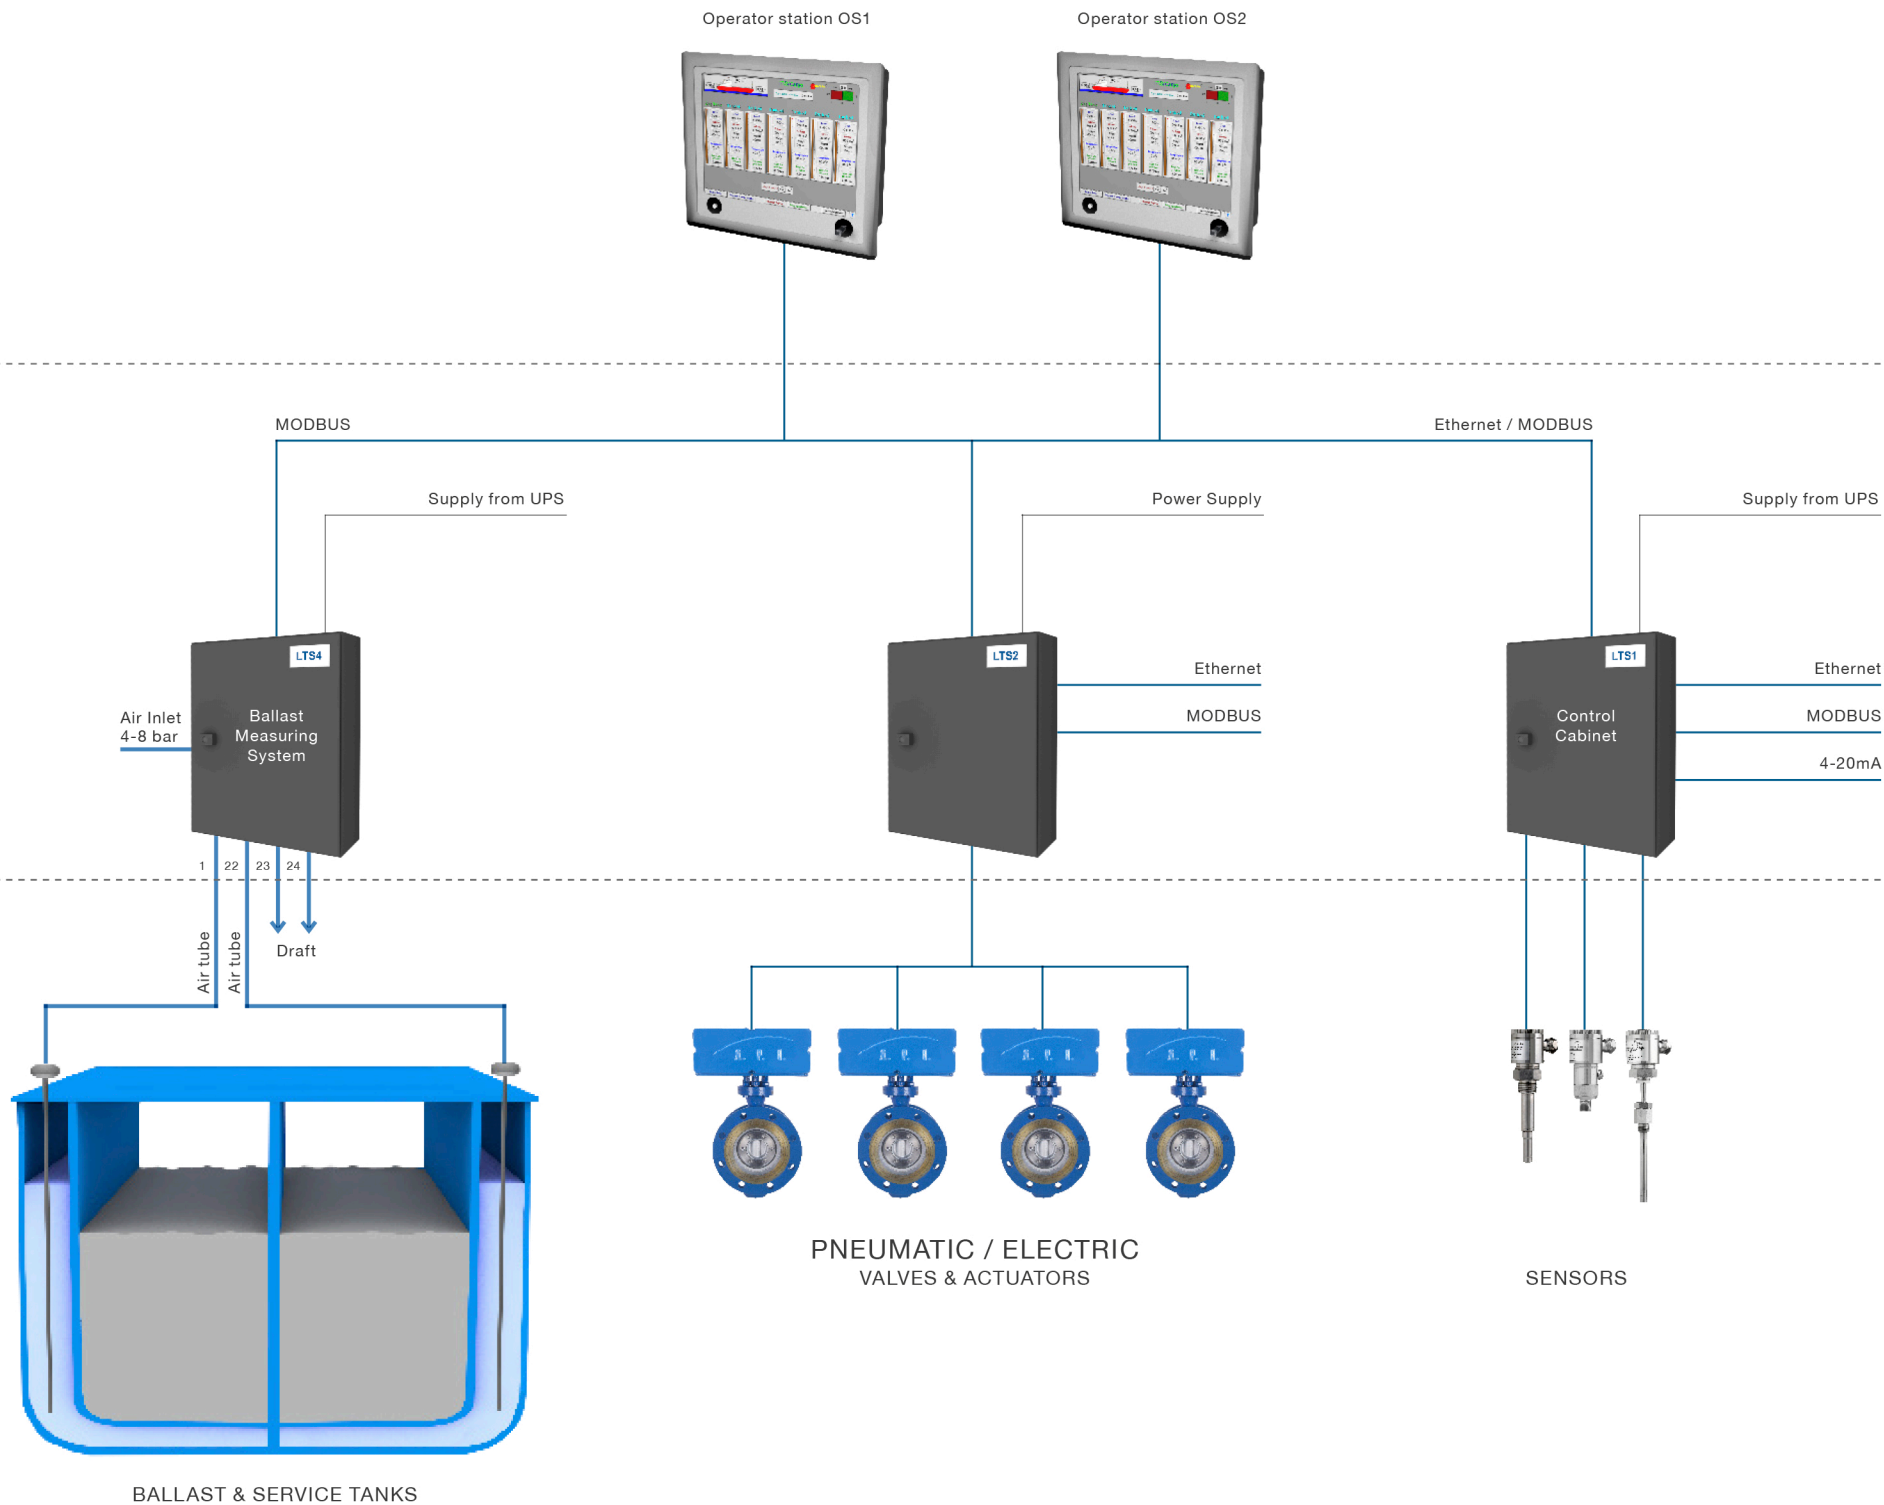 Operator station OS1
Operator station OS2
MODBUS
Ethernet / MODBUS
Supply from UPS
Power Supply
Supply from UPS
LTS4
LTS2
LTS1
Ethernet
Ethernet
Air Inlet
4-8 bar
Ballast
Measuring
System
MODBUS
Control
Cabinet
MODBUS
4-20mA
1
22
23
24
Air tube
Air tube
Draft
PNEUMATIC / ELECTRIC
VALVES & ACTUATORS
SENSORS
BALLAST & SERVICE TANKS